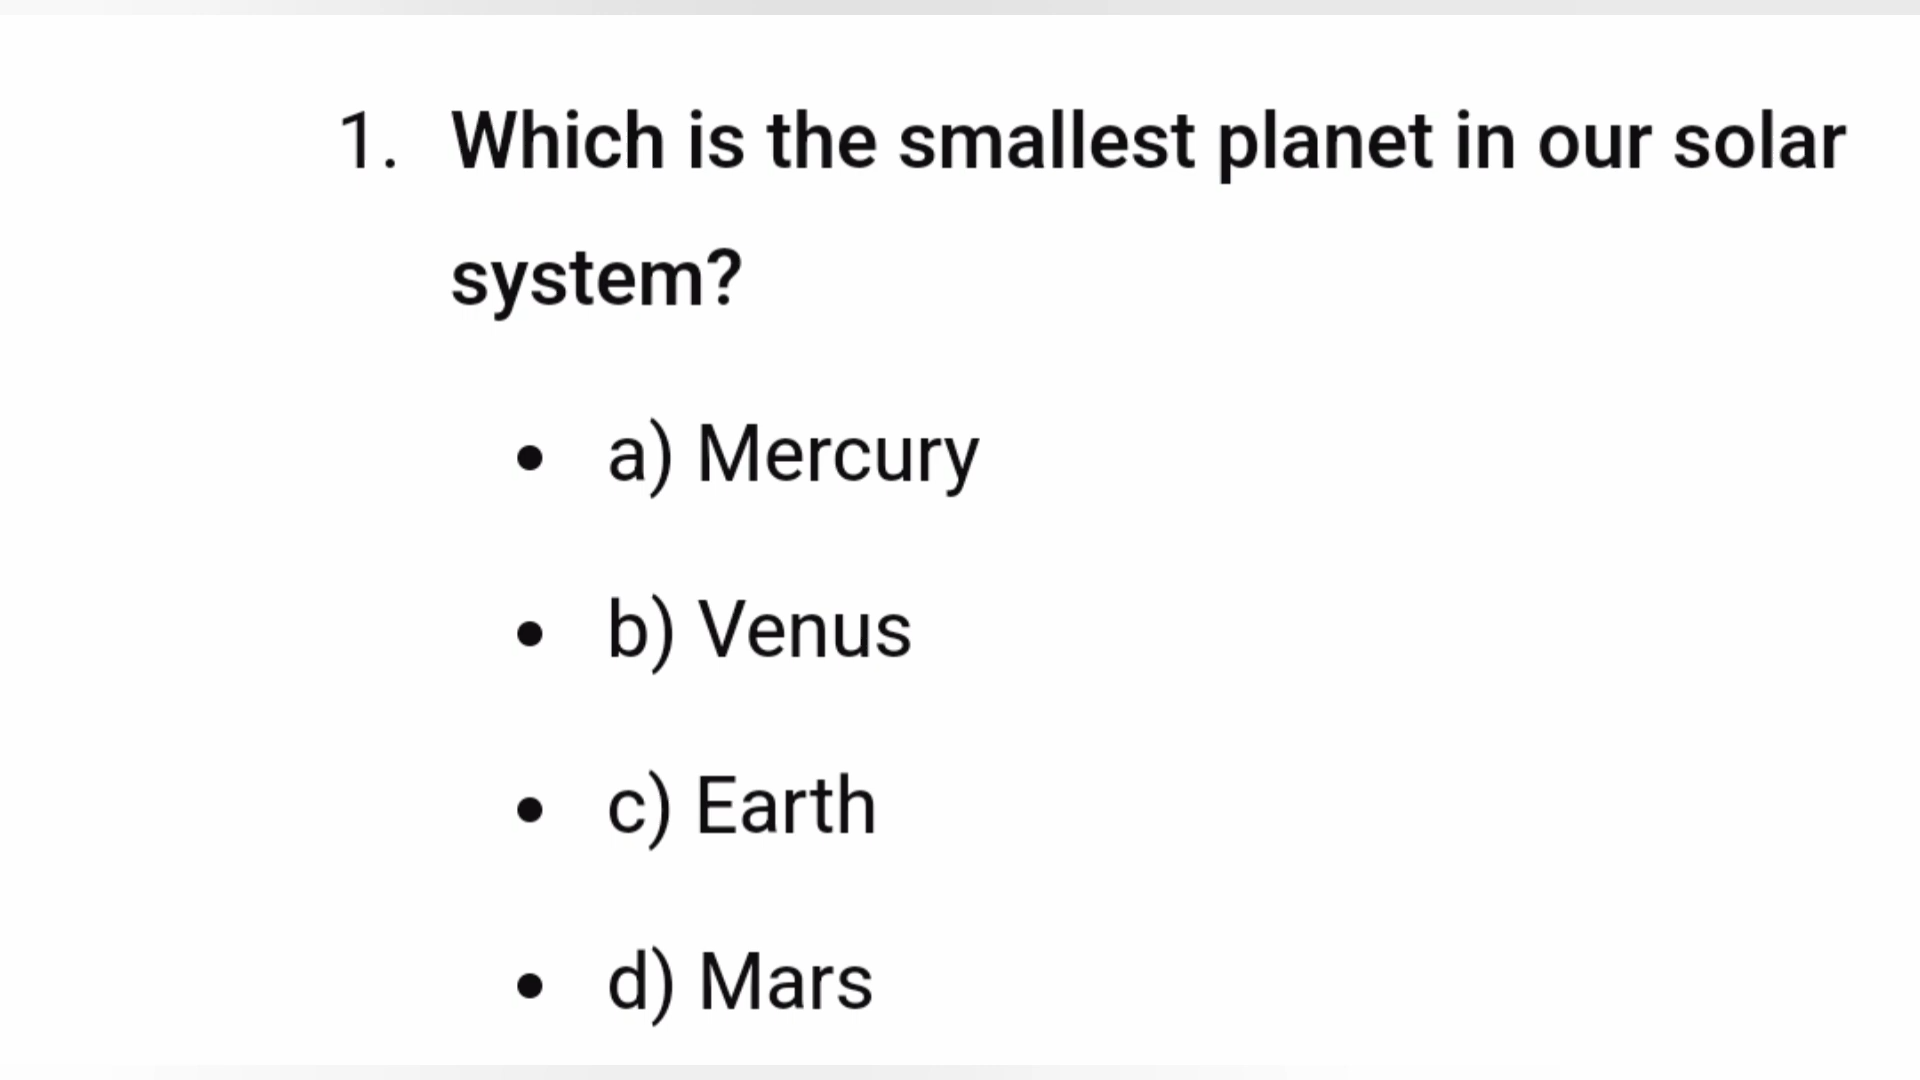 1. Which is the smallest planet in our solar
system?
• a) Mercury
• b) Venus
• c) Earth
• d) Mars